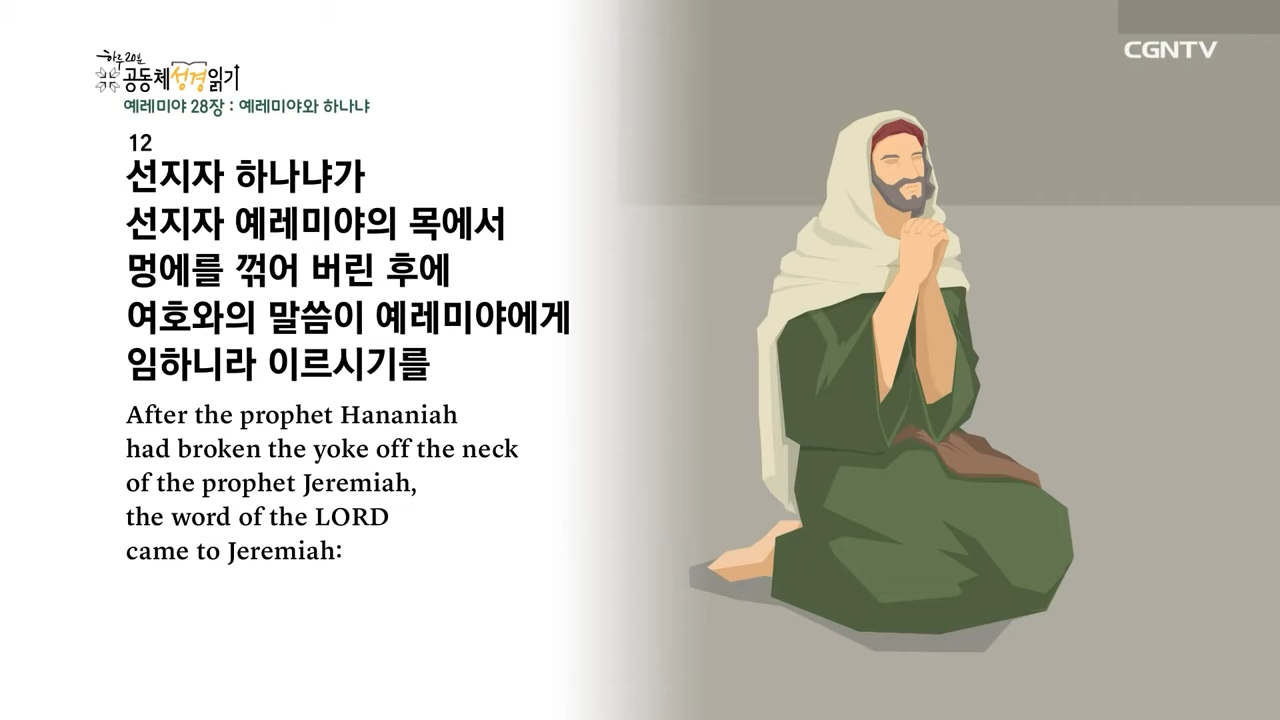 하루 20분
공동체성경읽기
CGNTV
예레미야 28장 : 예레미야와 하나냐
12
선지자 하나냐가
선지자 예레미야의 목에서
멍에를 꺾어 버린 후에
여호와의 말씀이 예레미야에게
임하니라 이르시기를
After the prophet Hananiah
had broken the yoke off the neck
of the prophet Jeremiah,
the word of the LORD
came to Jeremiah: